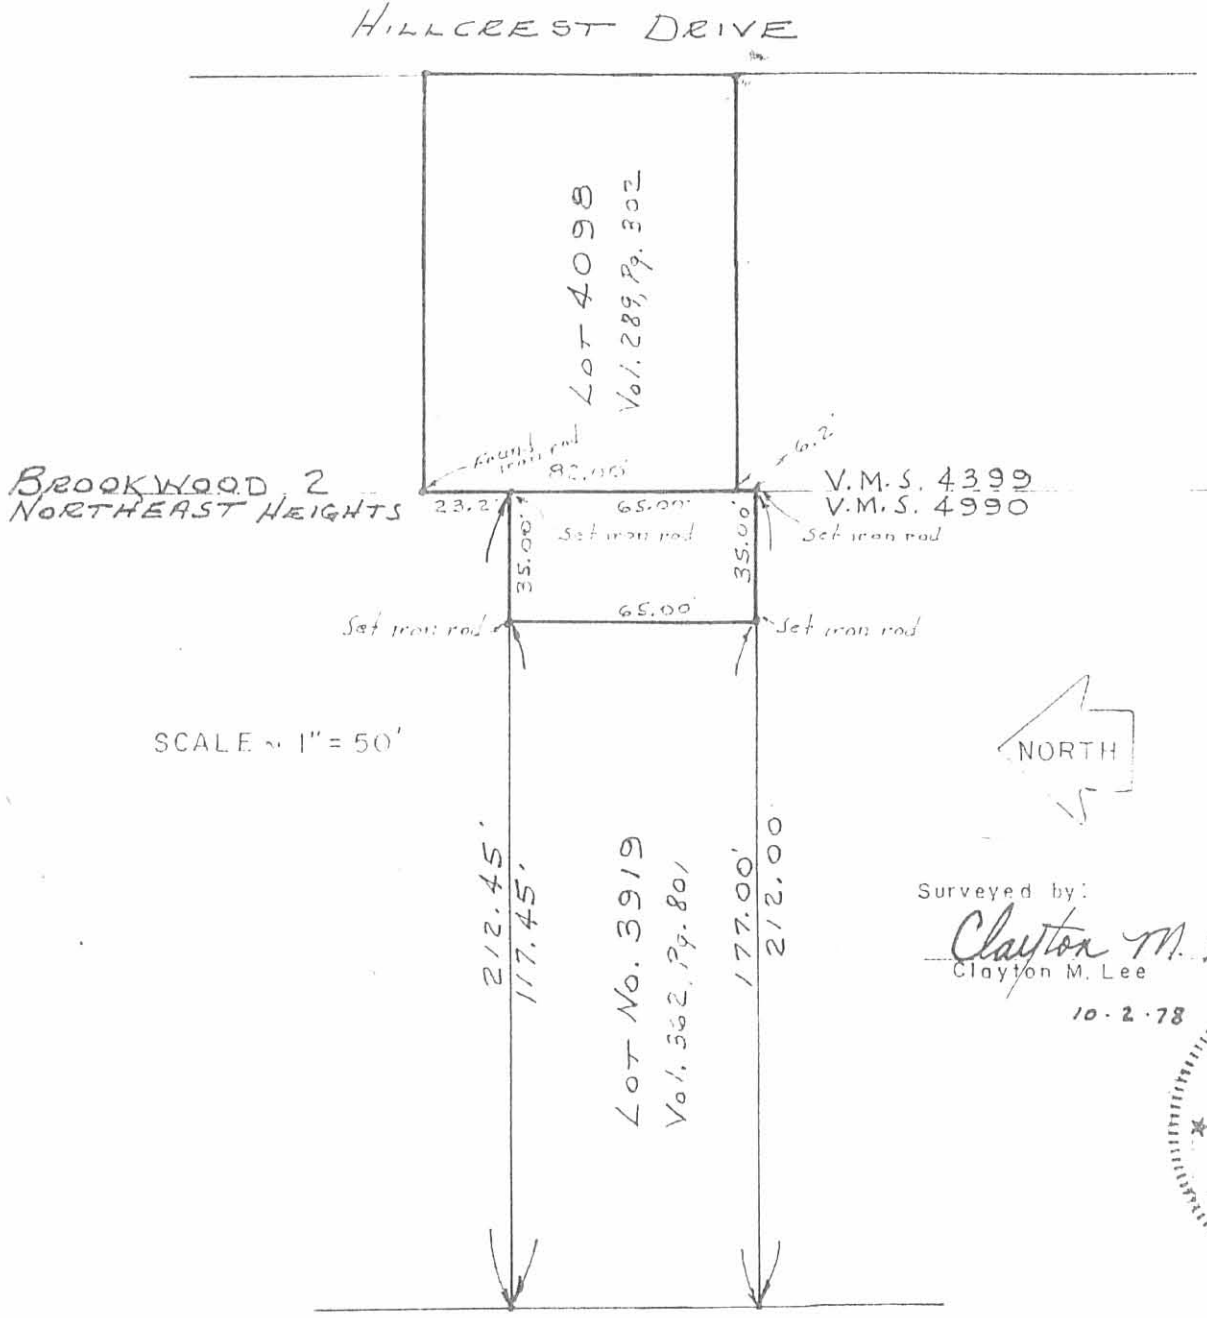 HILLCREST DRIVE
LOT 4098
Vol. 289, Pg. 302
Found iron rod
82.00'
6.2'
BROOKWOOD 2
NORTHEAST HEIGHTS
V.M.S. 4399
V.M.S. 4990
23.2'
65.00'
Set iron rod
Set iron rod
35.00'
35.00'
65.00'
Set iron rod
Set iron rod
SCALE ~ 1" = 50'
NORTH
212.45'
117.45'
LOT No. 3919
Vol. 362, Pg. 801
177.00'
212.00
Surveyed by:
Clayton M.
Clayton M. Lee
10.2.78